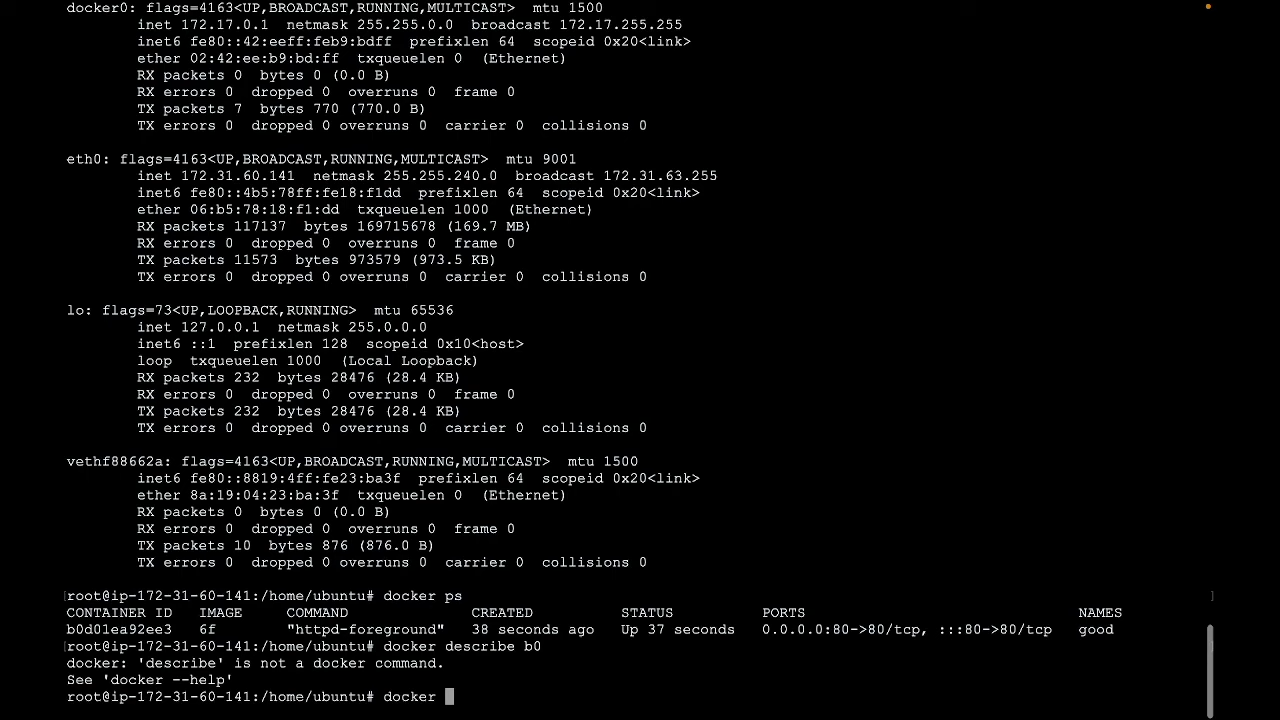 docker0: flags=4163<UP,BROADCAST,RUNNING,MULTICAST>  mtu 1500
inet 172.17.0.1  netmask 255.255.0.0  broadcast 172.17.255.255
inet6 fe80::42:eeff:feb9:bdff  prefixlen 64  scopeid 0x20<link>
ether 02:42:ee:b9:bd:ff  txqueuelen 0  (Ethernet)
RX packets 0  bytes 0 (0.0 B)
RX errors 0  dropped 0  overruns 0  frame 0
TX packets 7  bytes 770 (770.0 B)
TX errors 0  dropped 0 overruns 0  carrier 0  collisions 0
eth0: flags=4163<UP,BROADCAST,RUNNING,MULTICAST>  mtu 9001
inet 172.31.60.141  netmask 255.255.240.0  broadcast 172.31.63.255
inet6 fe80::4b5:78ff:fe18:f1dd  prefixlen 64  scopeid 0x20<link>
ether 06:b5:78:18:f1:dd  txqueuelen 1000  (Ethernet)
RX packets 117137  bytes 169715678 (169.7 MB)
RX errors 0  dropped 0  overruns 0  frame 0
TX packets 11573  bytes 973579 (973.5 KB)
TX errors 0  dropped 0 overruns 0  carrier 0  collisions 0
lo: flags=73<UP,LOOPBACK,RUNNING>  mtu 65536
inet 127.0.0.1  netmask 255.0.0.0
inet6 ::1  prefixlen 128  scopeid 0x10<host>
loop  txqueuelen 1000  (Local Loopback)
RX packets 232  bytes 28476 (28.4 KB)
RX errors 0  dropped 0  overruns 0  frame 0
TX packets 232  bytes 28476 (28.4 KB)
TX errors 0  dropped 0 overruns 0  carrier 0  collisions 0
vethf88662a: flags=4163<UP,BROADCAST,RUNNING,MULTICAST>  mtu 1500
inet6 fe80::8819:4ff:fe23:ba3f  prefixlen 64  scopeid 0x20<link>
ether 8a:19:04:23:ba:3f  txqueuelen 0  (Ethernet)
RX packets 0  bytes 0 (0.0 B)
RX errors 0  dropped 0  overruns 0  frame 0
TX packets 10  bytes 876 (876.0 B)
TX errors 0  dropped 0 overruns 0  carrier 0  collisions 0
[root@ip-172-31-60-141:/home/ubuntu# docker ps ]
CONTAINER ID   IMAGE   COMMAND   CREATED   STATUS   PORTS   NAMES
b0d01ea92ee3   6f   "httpd-foreground"   38 seconds ago   Up 37 seconds   0.0.0.0:80->80/tcp, :::80->80/tcp   good
[root@ip-172-31-60-141:/home/ubuntu# docker describe b0 ]
docker: 'describe' is not a docker command.
See 'docker --help'
root@ip-172-31-60-141:/home/ubuntu# docker